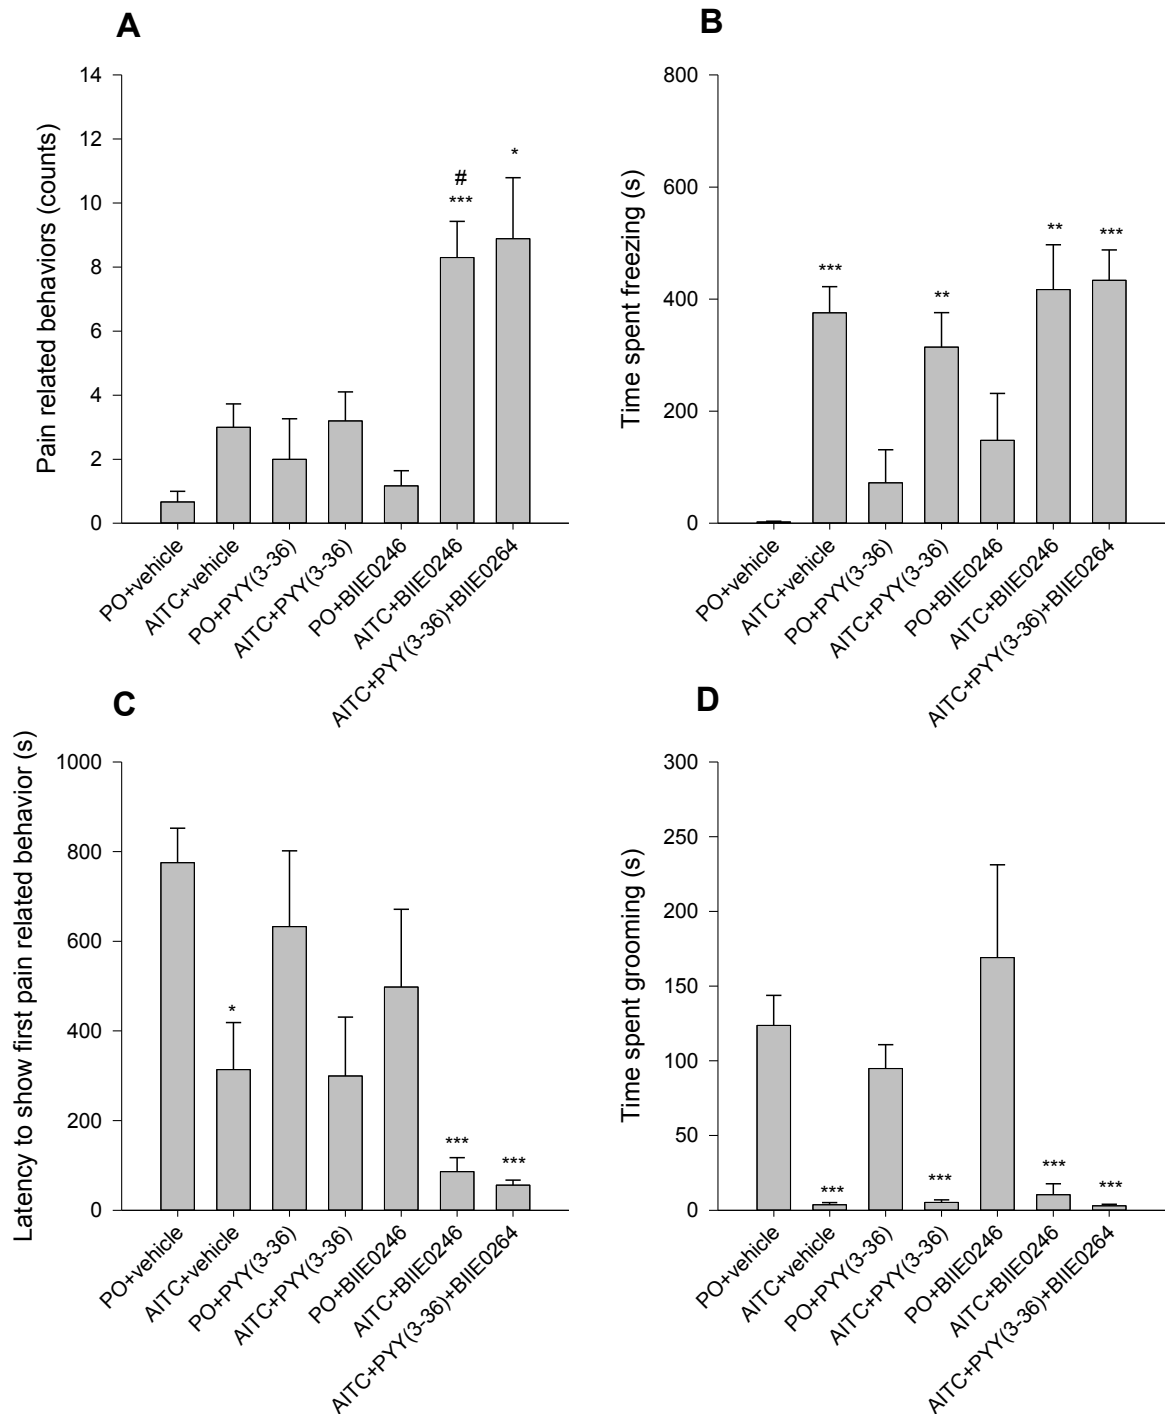 A
Pain related behaviors (counts)
14
12
10
8
6
4
2
0
#
***
*
PO+vehicle
AITC+vehicle
PO+PYY(3-36)
AITC+PYY(3-36)
PO+BIIE0246
AITC+BIIE0246
AITC+PYY(3-36)+BIIE0264
B
Time spent freezing (s)
800
600
400
200
0
***
**
**
***
PO+vehicle
AITC+vehicle
PO+PYY(3-36)
AITC+PYY(3-36)
PO+BIIE0246
AITC+BIIE0246
AITC+PYY(3-36)+BIIE0264
C
Latency to show first pain related behavior (s)
1000
800
600
400
200
0
*
***
***
PO+vehicle
AITC+vehicle
PO+PYY(3-36)
AITC+PYY(3-36)
PO+BIIE0246
AITC+BIIE0246
AITC+PYY(3-36)+BIIE0264
D
Time spent grooming (s)
300
250
200
150
100
50
0
***
***
***
***
PO+vehicle
AITC+vehicle
PO+PYY(3-36)
AITC+PYY(3-36)
PO+BIIE0246
AITC+BIIE0246
AITC+PYY(3-36)+BIIE0264